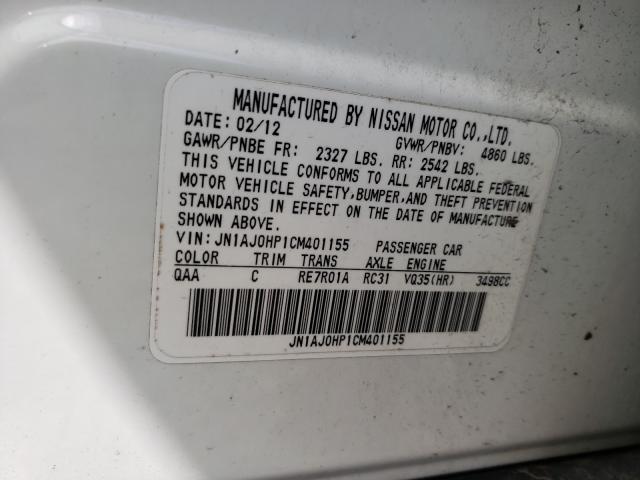 MANUFACTURED BY NISSAN MOTOR CO.,LTD.
DATE: 02/12 GVWR/PNBV: 4860 LBS.
GAWR/PNBE FR: 2327 LBS. RR: 2542 LBS.
THIS VEHICLE CONFORMS TO ALL APPLICABLE FEDERAL
MOTOR VEHICLE SAFETY, BUMPER, AND THEFT PREVENTION
STANDARDS IN EFFECT ON THE DATE OF MANUFACTURE
SHOWN ABOVE.
VIN: JN1AJ0HP1CM401155 PASSENGER CAR
COLOR TRIM TRANS AXLE ENGINE
QAA C RE7R01A RC31 VQ35(HR) 3498CC
JN1AJ0HP1CM401155